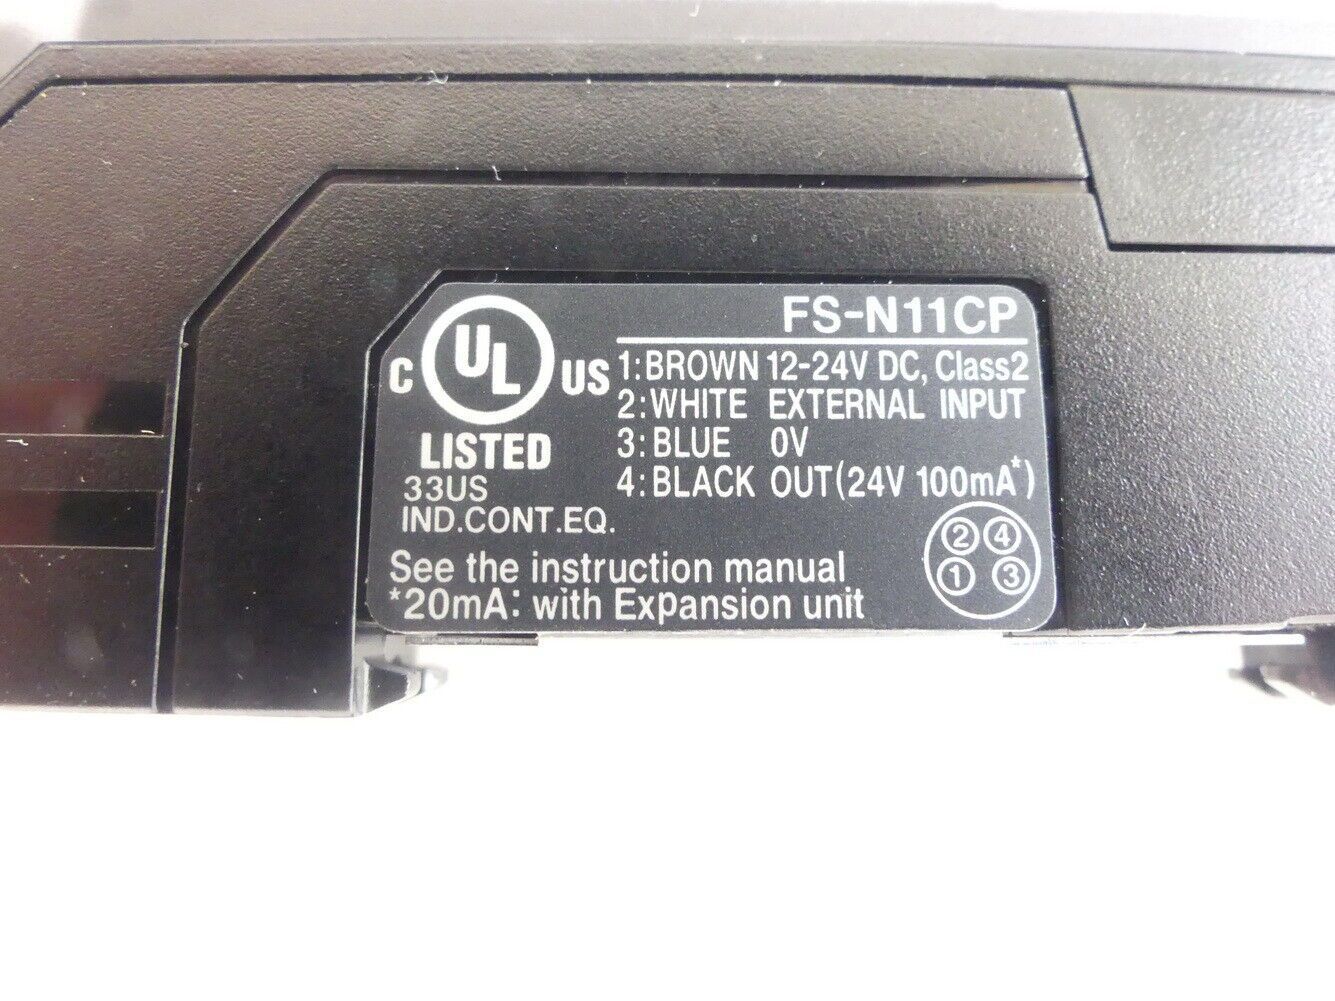 FS-N11CP
C UL US
LISTED
33US
IND.CONT.EQ.
1:BROWN 12-24V DC, Class2
2:WHITE EXTERNAL INPUT
3:BLUE 0V
4:BLACK OUT(24V 100mA*)
② ④
① ③
See the instruction manual
*20mA: with Expansion unit